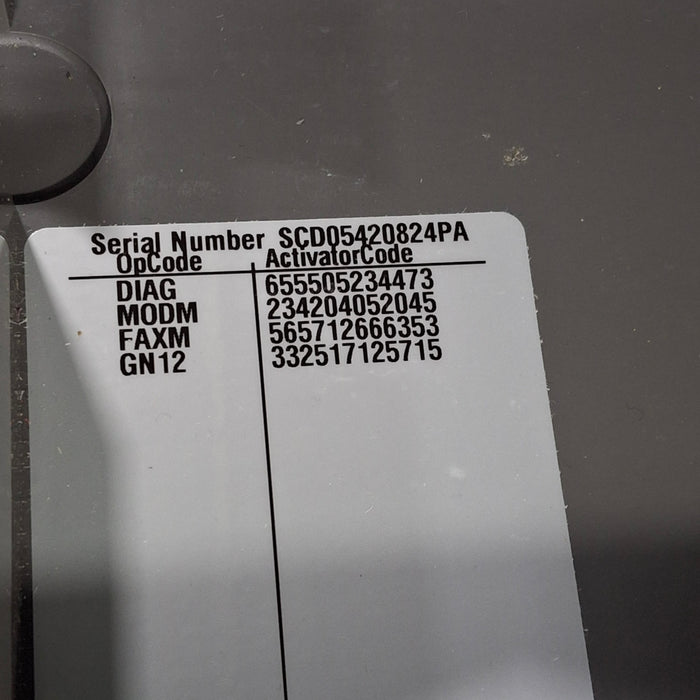 Serial Number SCD05420824PA
OpCode ActivatorCode
DIAG 655505234473
MODM 234204052045
FAXM 565712666353
GN12 332517125715